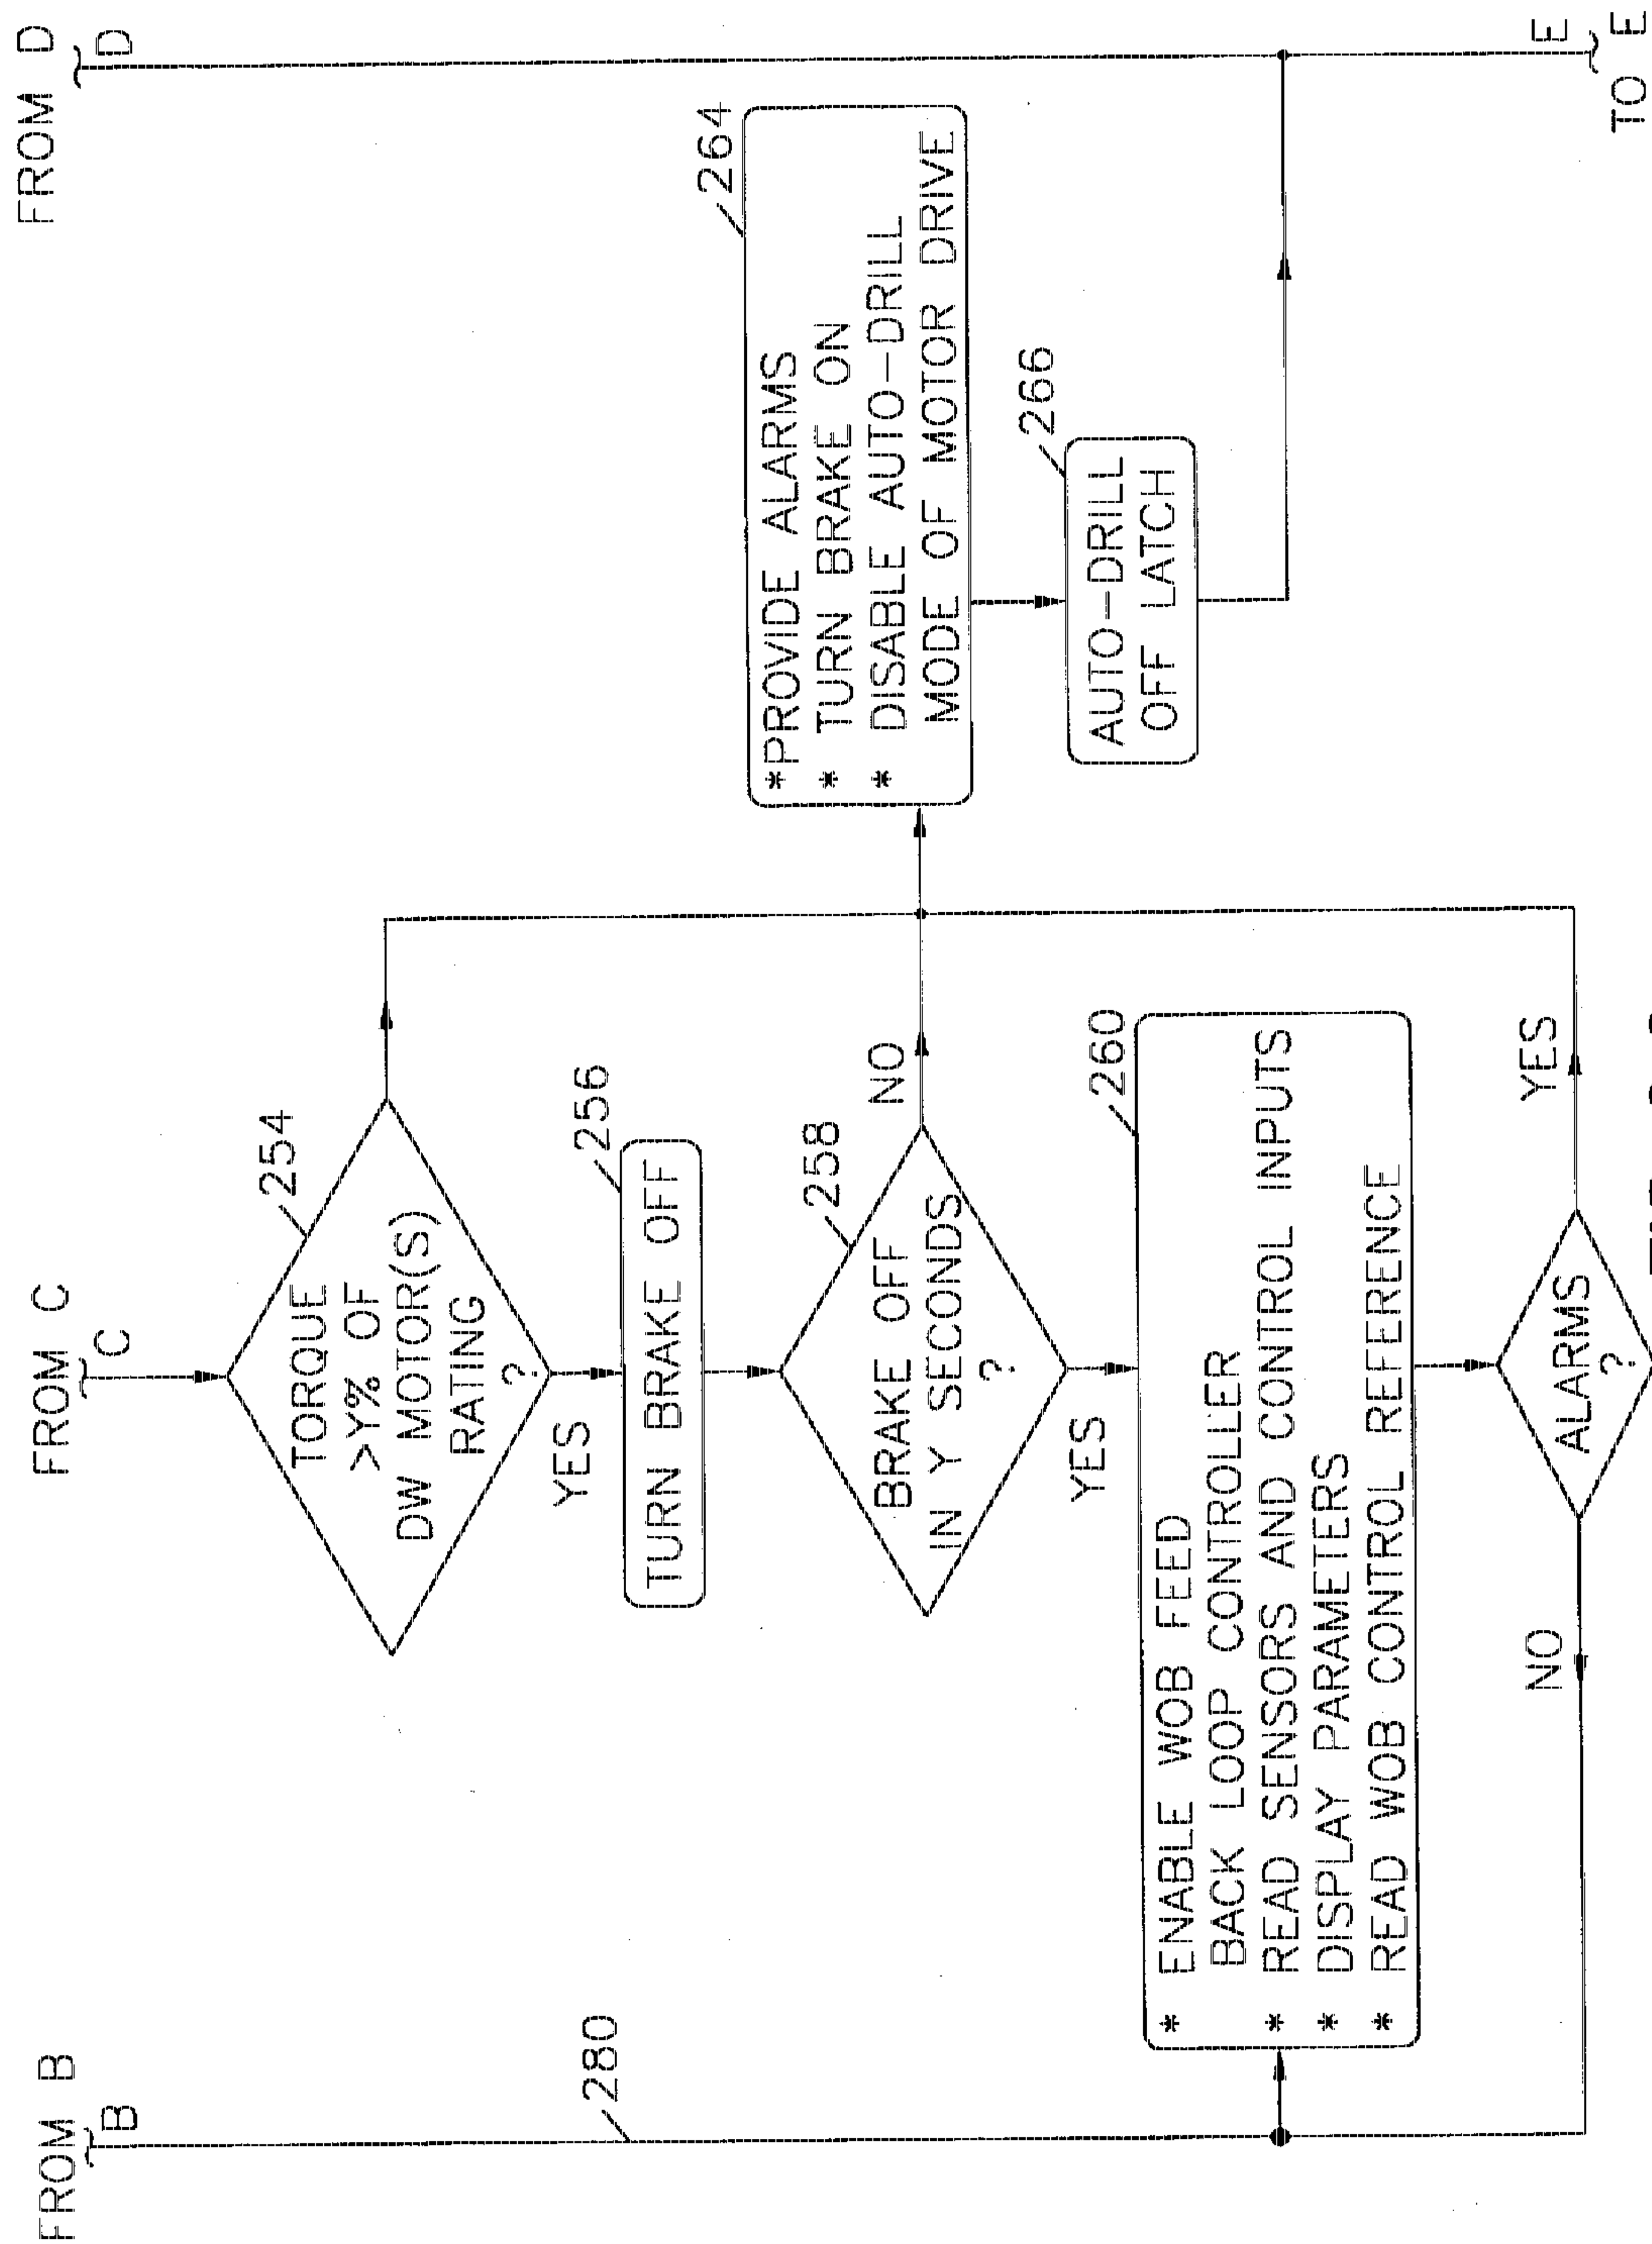 FROM B
B
FROM C
C
FROM D
D
254
TORQUE
>Y% OF
DW MOTOR(S)
RATING
?
YES
256
TURN BRAKE OFF
258
BRAKE OFF
IN Y SECONDS
?
NO
YES
280
260
* ENABLE WOB FEED
BACK LOOP CONTROLLER
* READ SENSORS AND CONTROL INPUTS
* DISPLAY PARAMETERS
* READ WOB CONTROL REFERENCE
ALARMS
?
NO
YES
264
*PROVIDE ALARMS
* TURN BRAKE ON
* DISABLE AUTO-DRILL
MODE OF MOTOR DRIVE
266
AUTO-DRILL
OFF LATCH
E
TO E